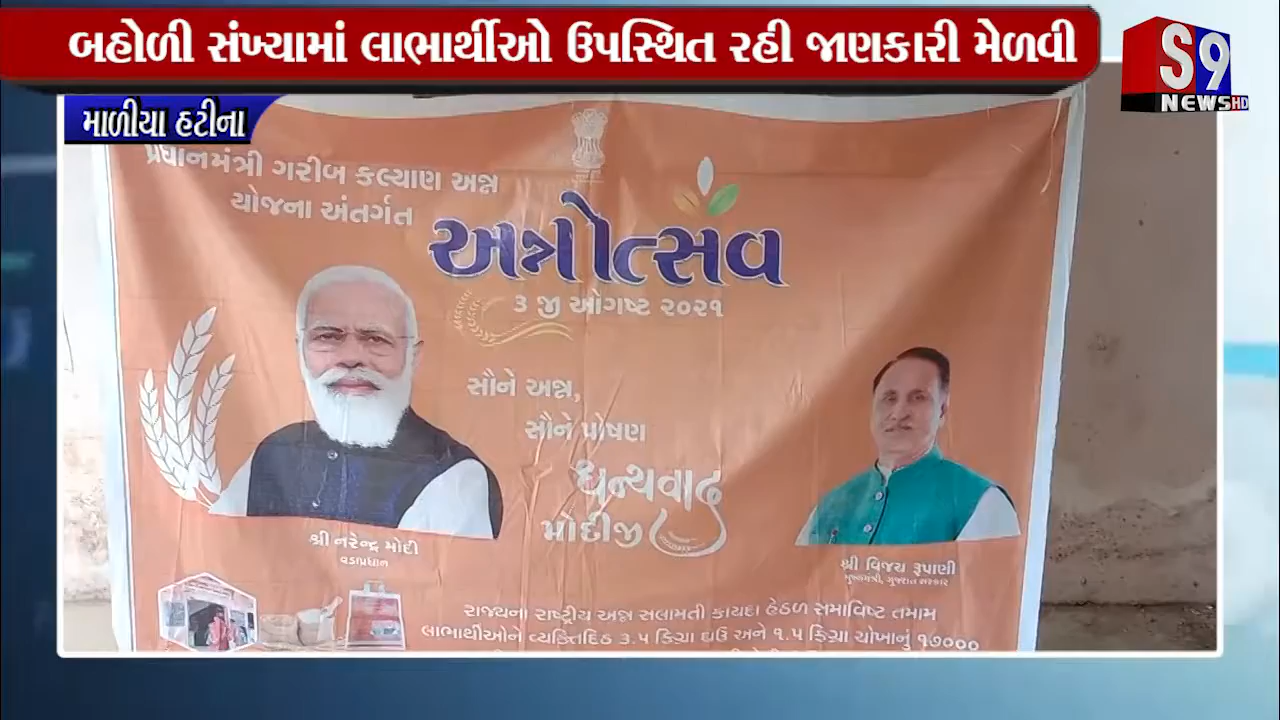 બહોળી સંખ્યામાં લાભાર્થીઓ ઉપસ્થિત રહી જાણકારી મેળવી
S9
NEWS HD
માળીયા હટીના
પ્રધાનમંત્રી ગરીબ કલ્યાણ અન્ન
યોજના અંતર્ગત
અન્નોત્સવ
૩ જી ઓગષ્ટ ૨૦૨૧
સૌને અન્ન,
સૌને પોષણ
ધન્યવાદ
મોદીજી
શ્રી નરેન્દ્ર મોદી
વડાપ્રધાન
શ્રી વિજય રૂપાણી
મુખ્યમંત્રી, ગુજરાત સરકાર
રાજ્યના રાષ્ટ્રીય અન્ન સલામતી કાયદા હેઠળ સમાવિષ્ટ તમામ
લાભાર્થીઓને વ્યક્તિદિઠ ૩.૫ કિગ્રા ઘઉં અને ૧.૫ કિગ્રા ચોખાનું ૧૭૦૦૦